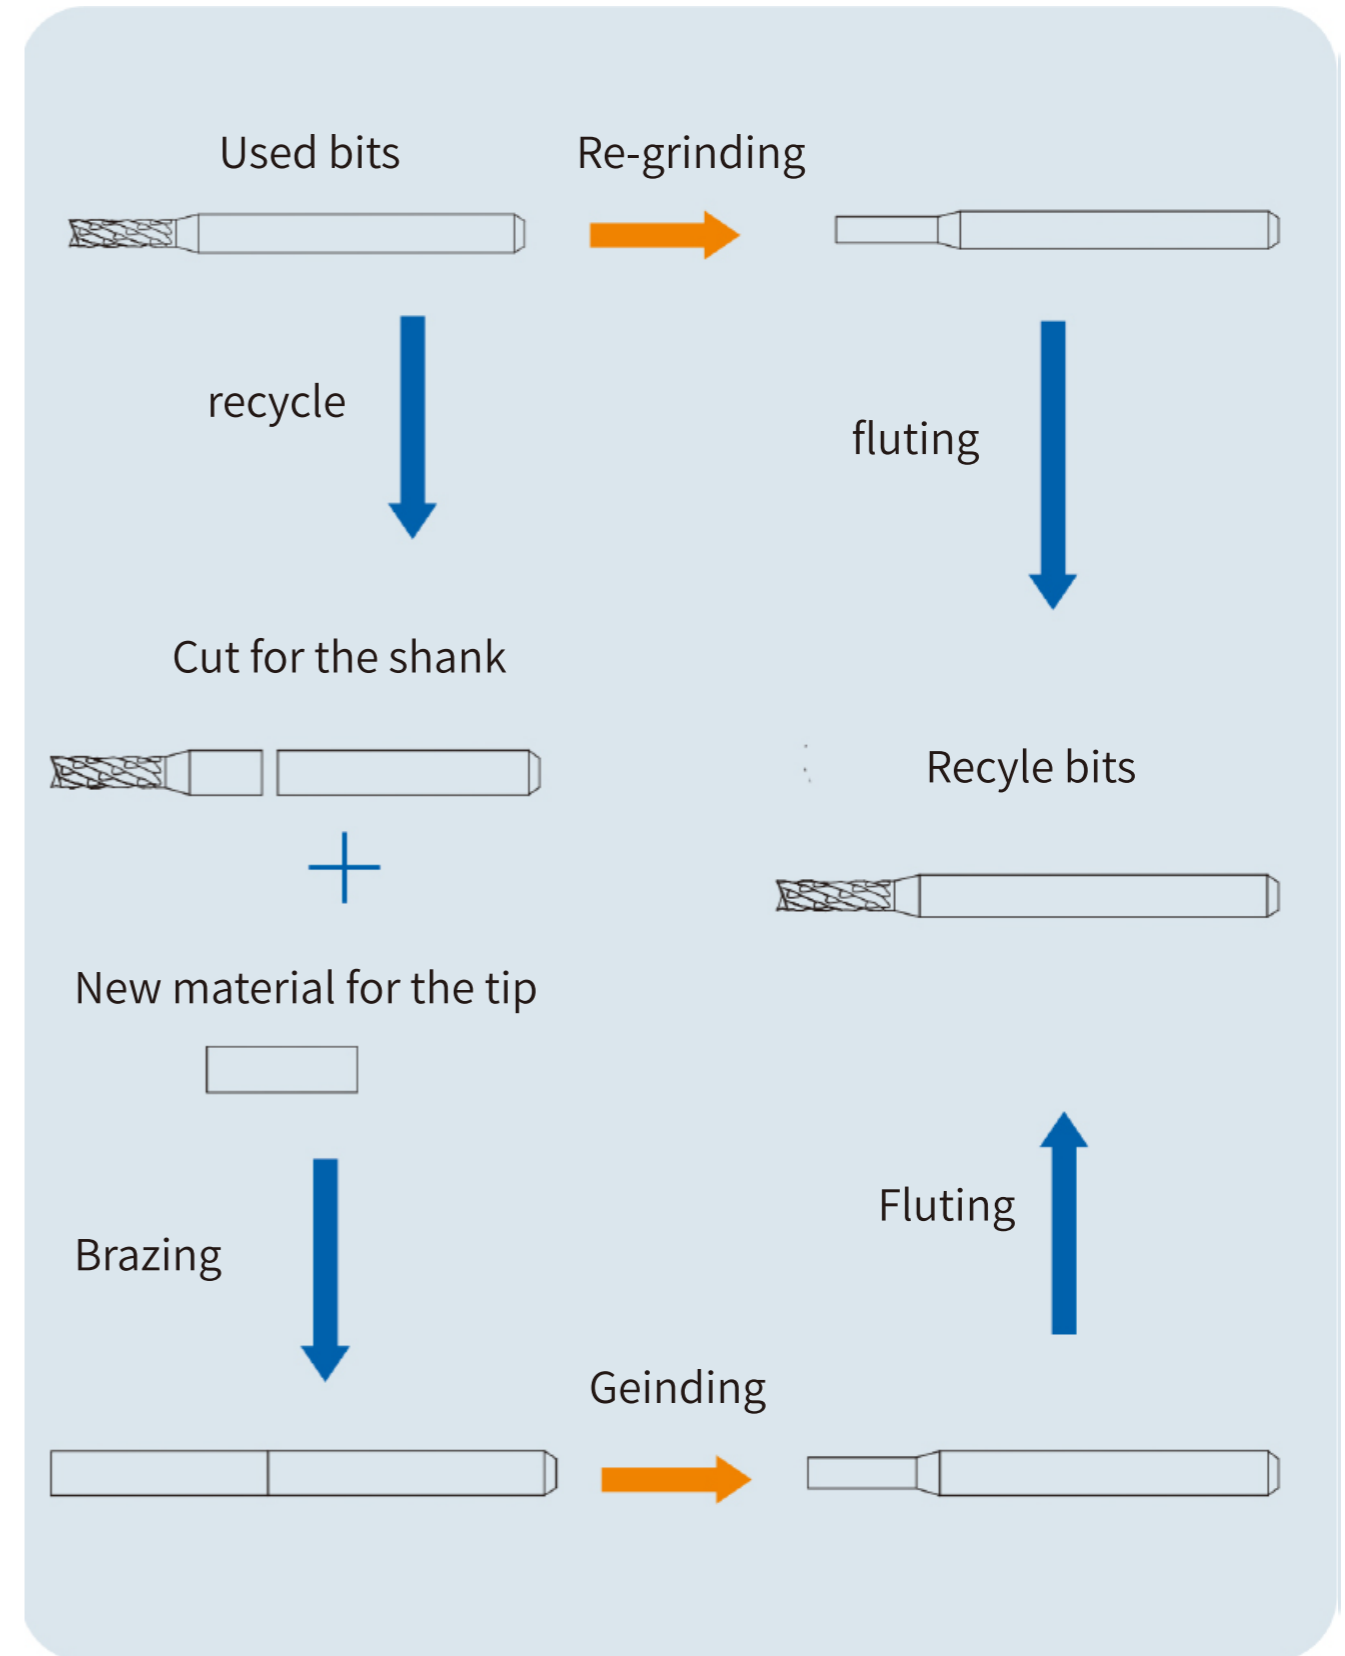 Used bits
Re-grinding
recycle
fluting
Cut for the shank
Recyle bits
New material for the tip
Brazing
Fluting
Geinding